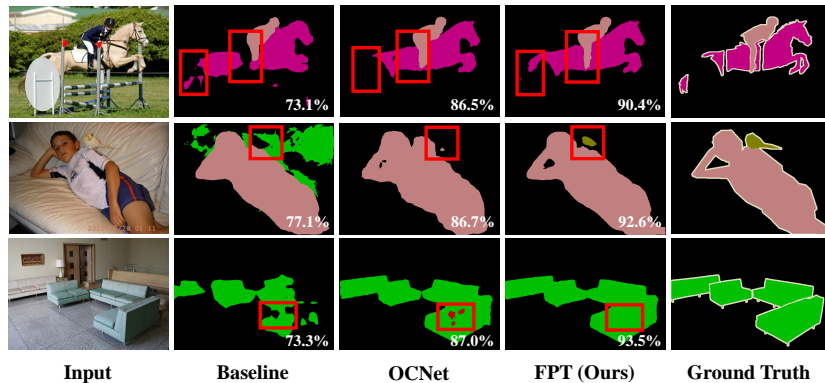 73.1% 86.5% 90.4%
77.1% 86.7% 92.6%
73.3% 87.0% 93.5%
Input Baseline OCNet FPT (Ours) Ground Truth